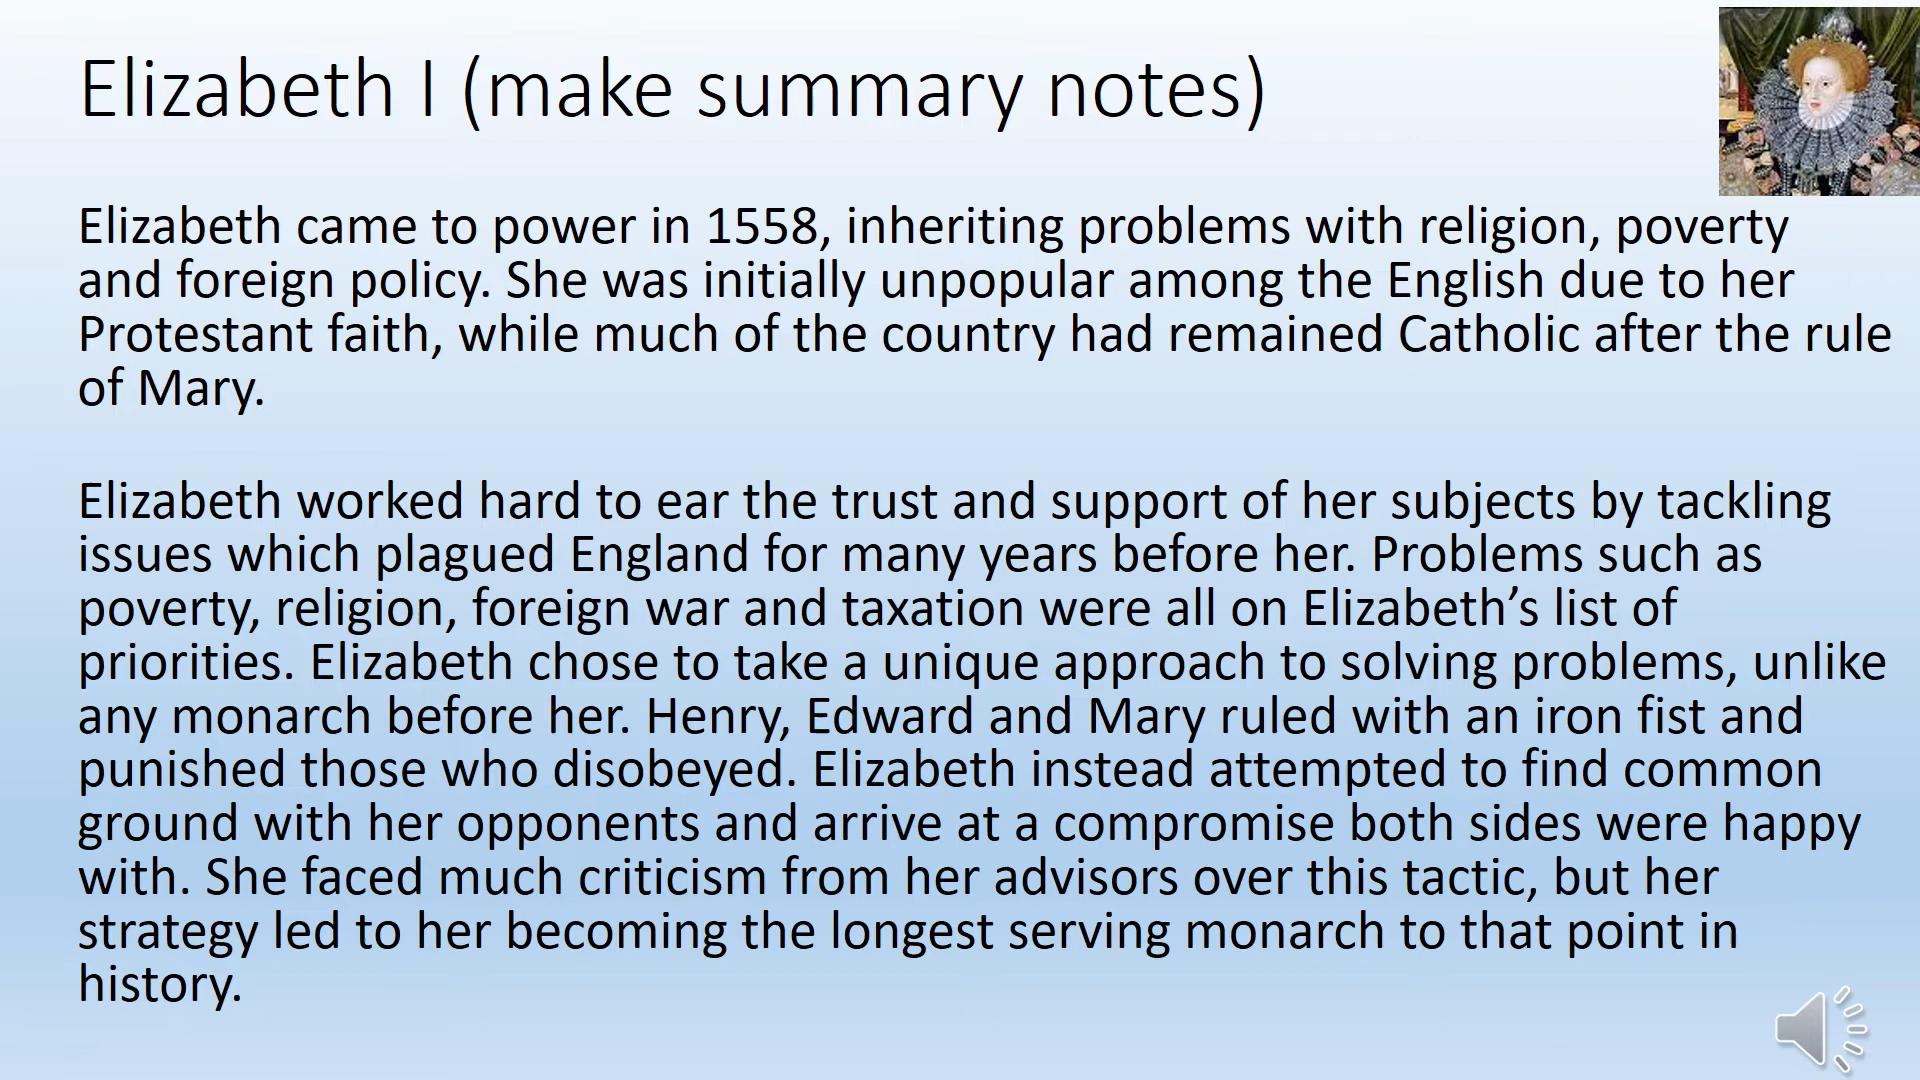 Elizabeth I (make summary notes)
Elizabeth came to power in 1558, inheriting problems with religion, poverty
and foreign policy. She was initially unpopular among the English due to her
Protestant faith, while much of the country had remained Catholic after the rule
of Mary.
Elizabeth worked hard to ear the trust and support of her subjects by tackling
issues which plagued England for many years before her. Problems such as
poverty, religion, foreign war and taxation were all on Elizabeth’s list of
priorities. Elizabeth chose to take a unique approach to solving problems, unlike
any monarch before her. Henry, Edward and Mary ruled with an iron fist and
punished those who disobeyed. Elizabeth instead attempted to find common
ground with her opponents and arrive at a compromise both sides were happy
with. She faced much criticism from her advisors over this tactic, but her
strategy led to her becoming the longest serving monarch to that point in
history.